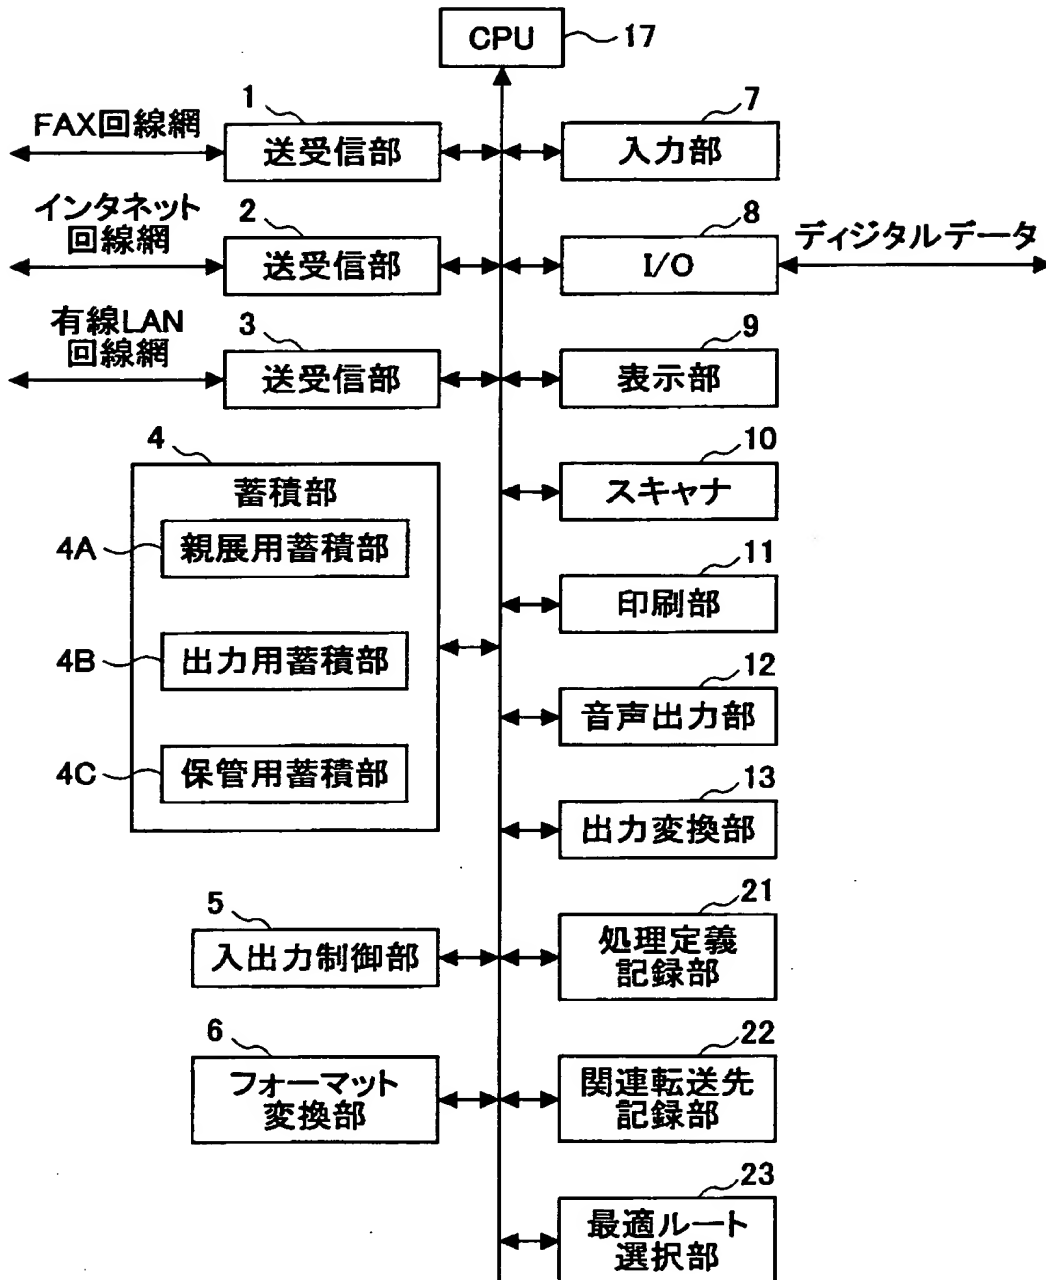 CPU
17
1
FAX回線網
送受信部
7
入力部
インタネット
回線網
2
送受信部
8
I/O
ディジタルデータ
有線LAN
回線網
3
送受信部
9
表示部
4
蓄積部
4A
親展用蓄積部
4B
出力用蓄積部
4C
保管用蓄積部
10
スキャナ
11
印刷部
12
音声出力部
13
出力変換部
5
入出力制御部
21
処理定義
記録部
6
フォーマット
変換部
22
関連転送先
記録部
23
最適ルート
選択部